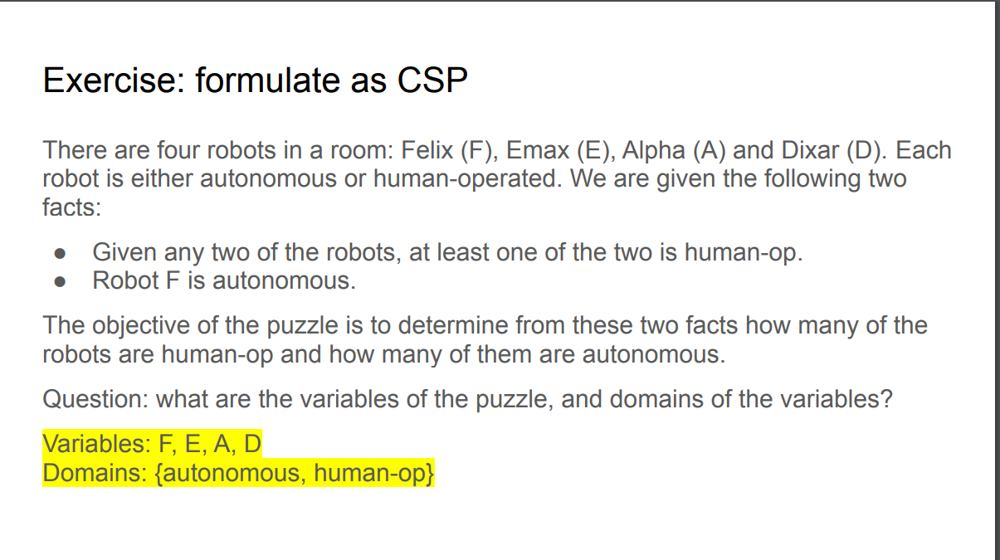 Exercise: formulate as CSP
There are four robots in a room: Felix (F), Emax (E), Alpha (A) and Dixar (D). Each
robot is either autonomous or human-operated. We are given the following two
facts:
● Given any two of the robots, at least one of the two is human-op.
● Robot F is autonomous.
The objective of the puzzle is to determine from these two facts how many of the
robots are human-op and how many of them are autonomous.
Question: what are the variables of the puzzle, and domains of the variables?
Variables: F, E, A, D
Domains: {autonomous, human-op}